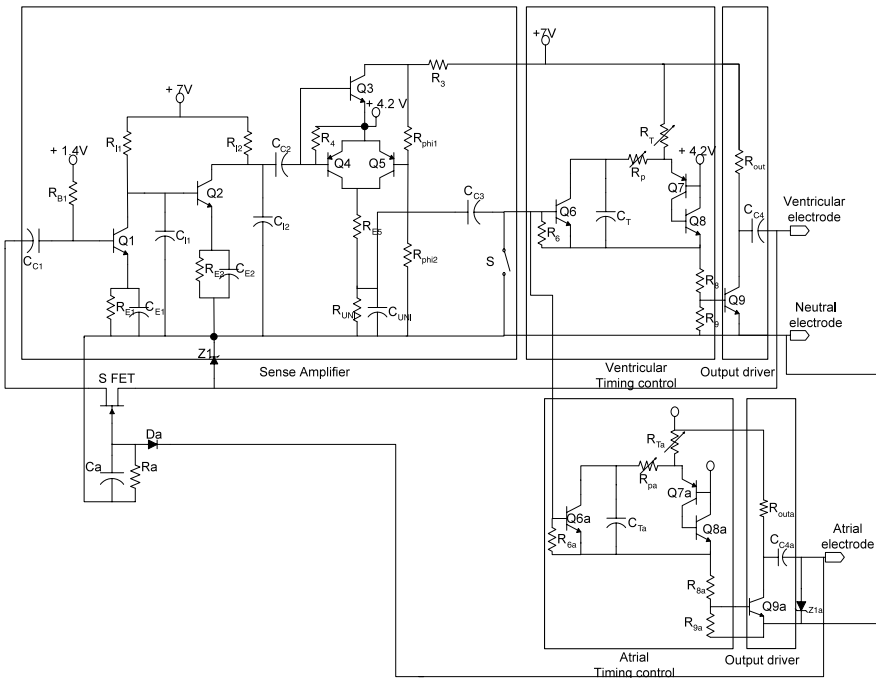 +7V
Q3
R3
+ 7V
+ 4.2 V
R4
Rphi1
RT
RI1
RI2
CC2
Q4
Q5
Rp
+ 4.2V
Rout
+ 1.4V
Q7
RB1
Q2
CC3
Q6
CT
Q8
CC4
Ventricular
electrode
Q1
CI1
CI2
RE5
R6
CC1
S
Rphi2
RE2
CE2
R8
Q9
RE1
CE1
RUNI
CUNI
R9
Neutral
electrode
Z1
Sense Amplifier
Ventricular
Timing control
Output driver
S FET
Da
RTa
Ca
Ra
Rpa
Q7a
Routa
Q6a
CTa
Q8a
CC4a
Atrial
electrode
R6a
R8a
Q9a
Z1a
R9a
Atrial
Timing control
Output driver